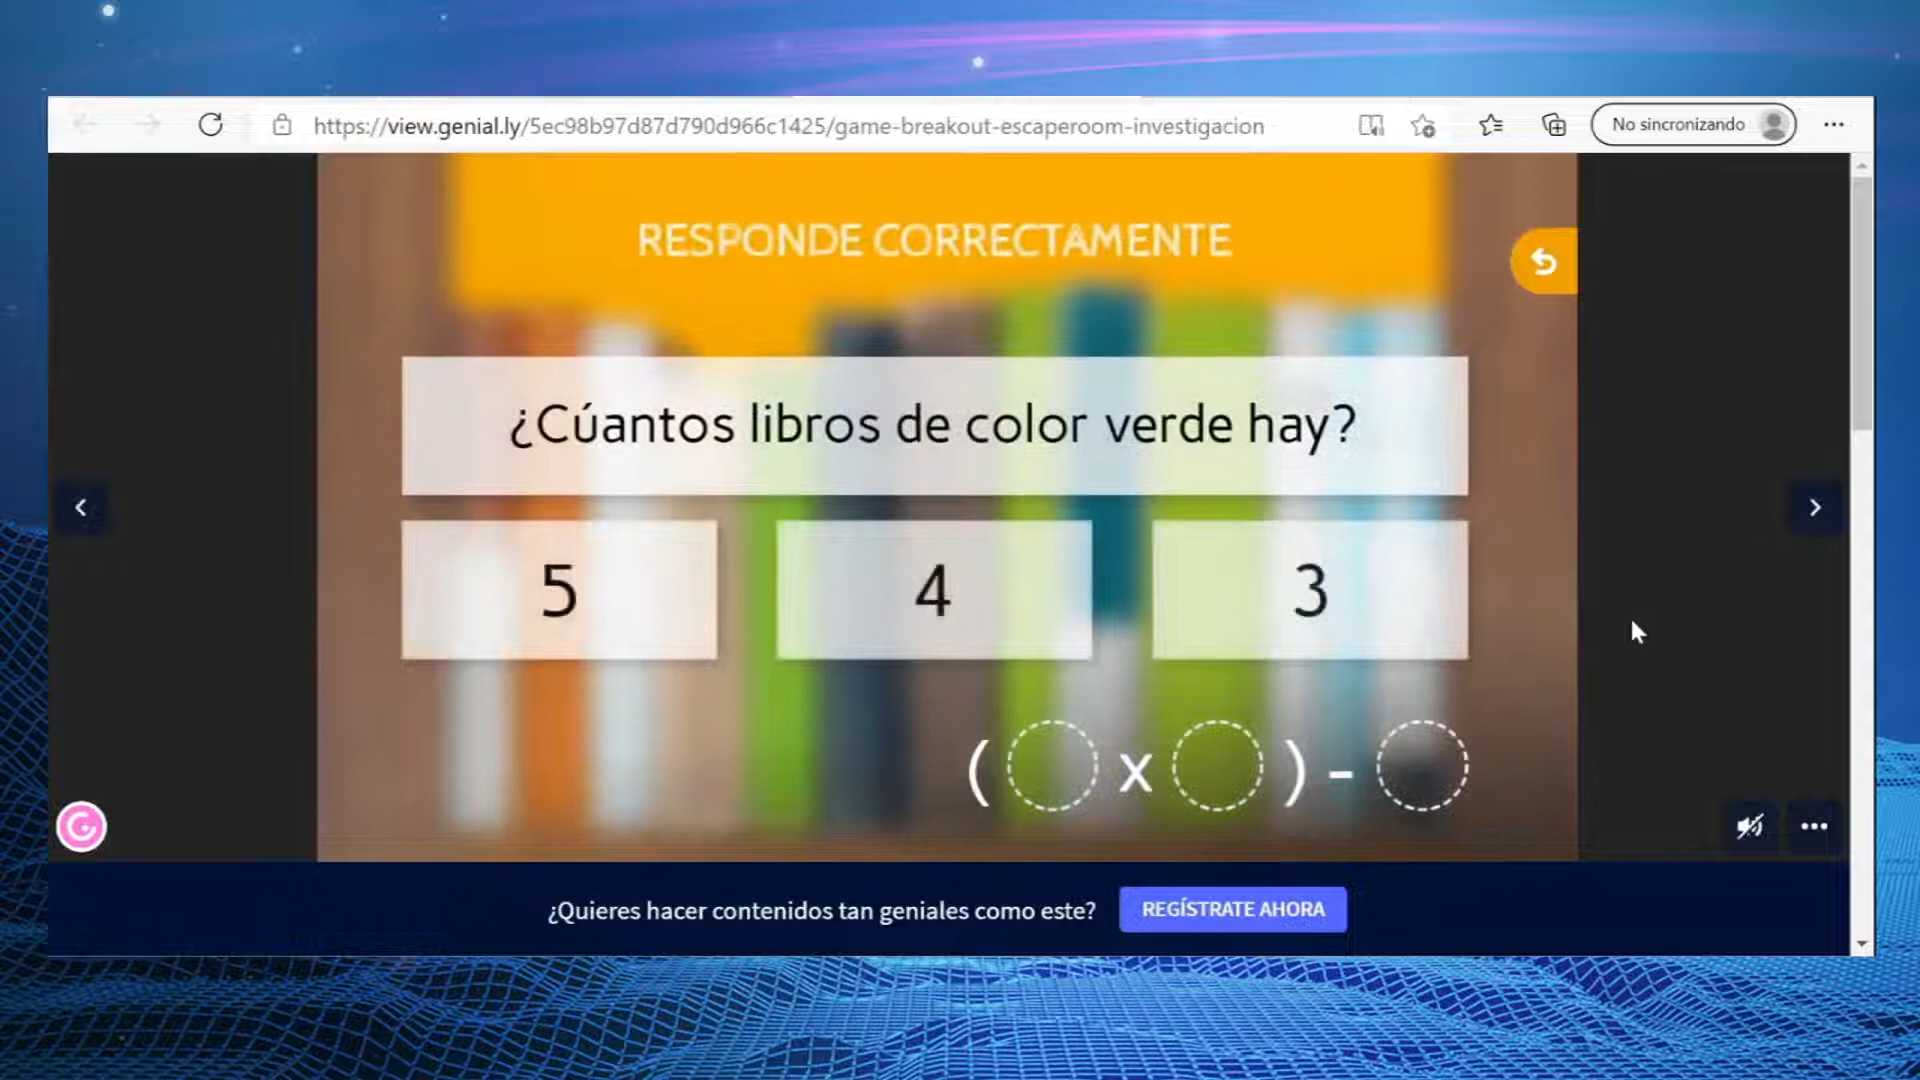 https://view.genial.ly/5ec98b97d87d790d966c1425/game-breakout-escaperoom-investigacion
No sincronizando
RESPONDE CORRECTAMENTE
¿Cúantos libros de color verde hay?
5 4 3
( x ) -
¿Quieres hacer contenidos tan geniales como este? REGÍSTRATE AHORA